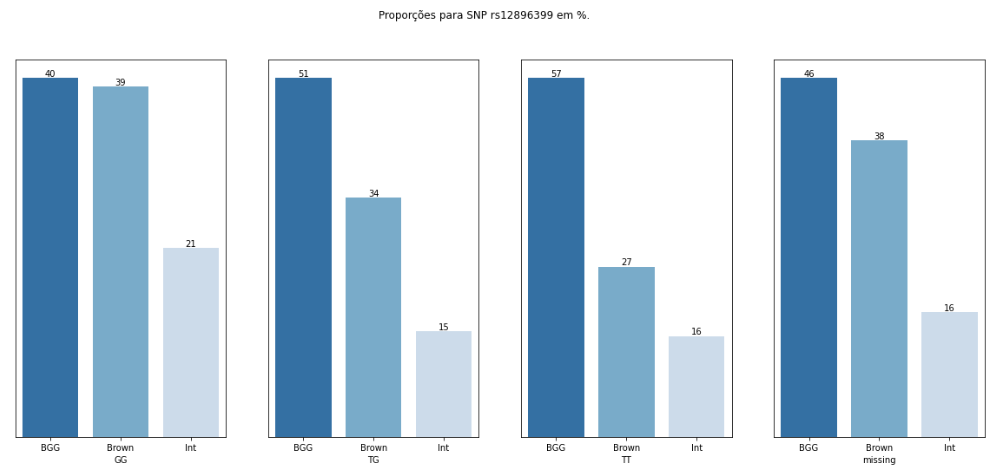 Proporções para SNP rs12896399 em %.
40 39 21
BGG Brown Int
GG
51 34 15
BGG Brown Int
TG
57 27 16
BGG Brown Int
TT
46 38 16
BGG Brown Int
missing